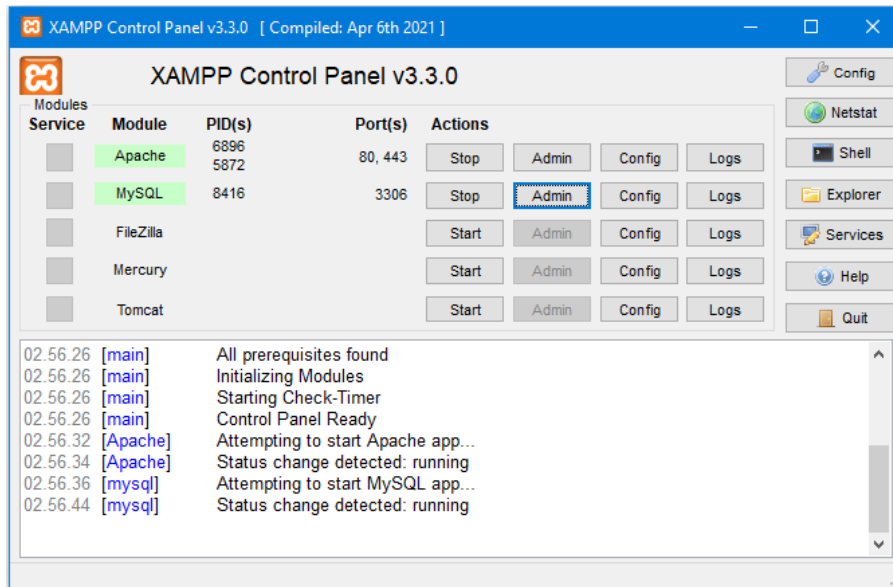 XAMPP Control Panel v3.3.0 [ Compiled: Apr 6th 2021 ]
XAMPP Control Panel v3.3.0
Config
Modules
Service Module PID(s) Port(s) Actions
Netstat
Apache 6896 5872 80, 443 Stop Admin Config Logs
Shell
MySQL 8416 3306 Stop Admin Config Logs
Explorer
FileZilla Start Admin Config Logs
Services
Mercury Start Admin Config Logs
Help
Tomcat Start Admin Config Logs
Quit
02.56.26 [main] All prerequisites found
02.56.26 [main] Initializing Modules
02.56.26 [main] Starting Check-Timer
02.56.26 [main] Control Panel Ready
02.56.32 [Apache] Attempting to start Apache app...
02.56.34 [Apache] Status change detected: running
02.56.36 [mysql] Attempting to start MySQL app...
02.56.44 [mysql] Status change detected: running